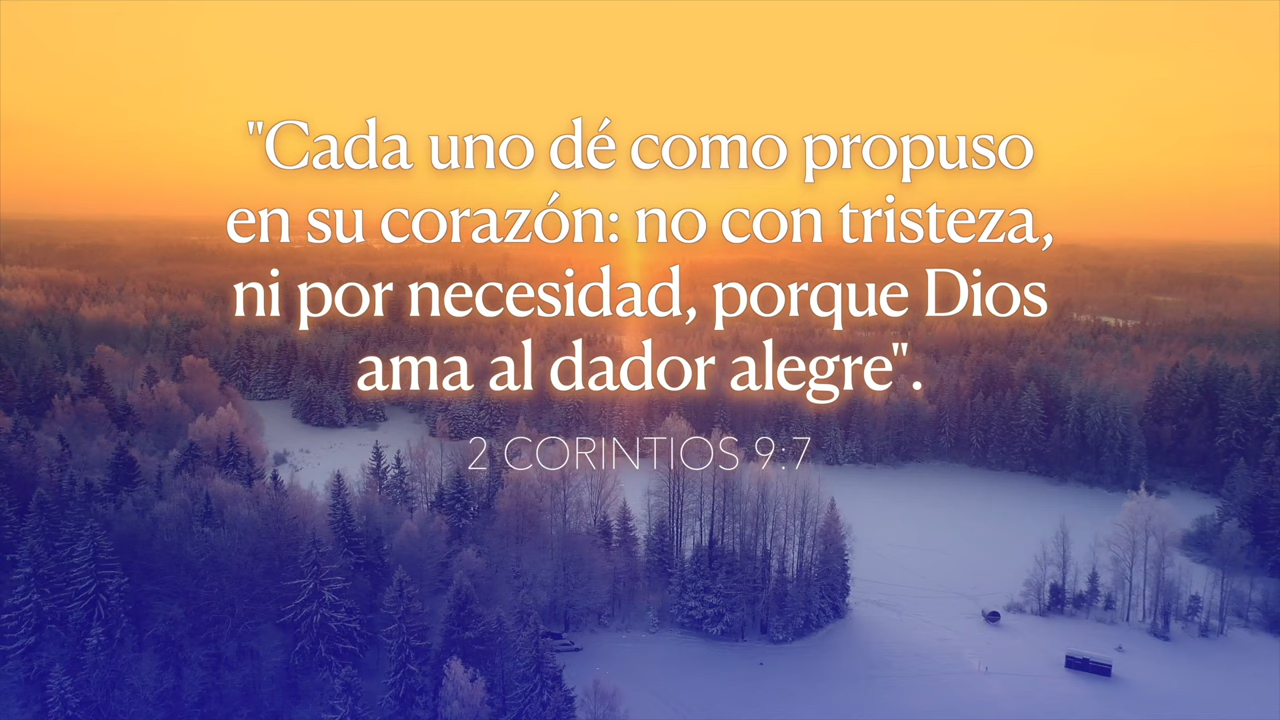 "Cada uno dé como propuso
en su corazón: no con tristeza,
ni por necesidad, porque Dios
ama al dador alegre".
2 CORINTIOS 9:7